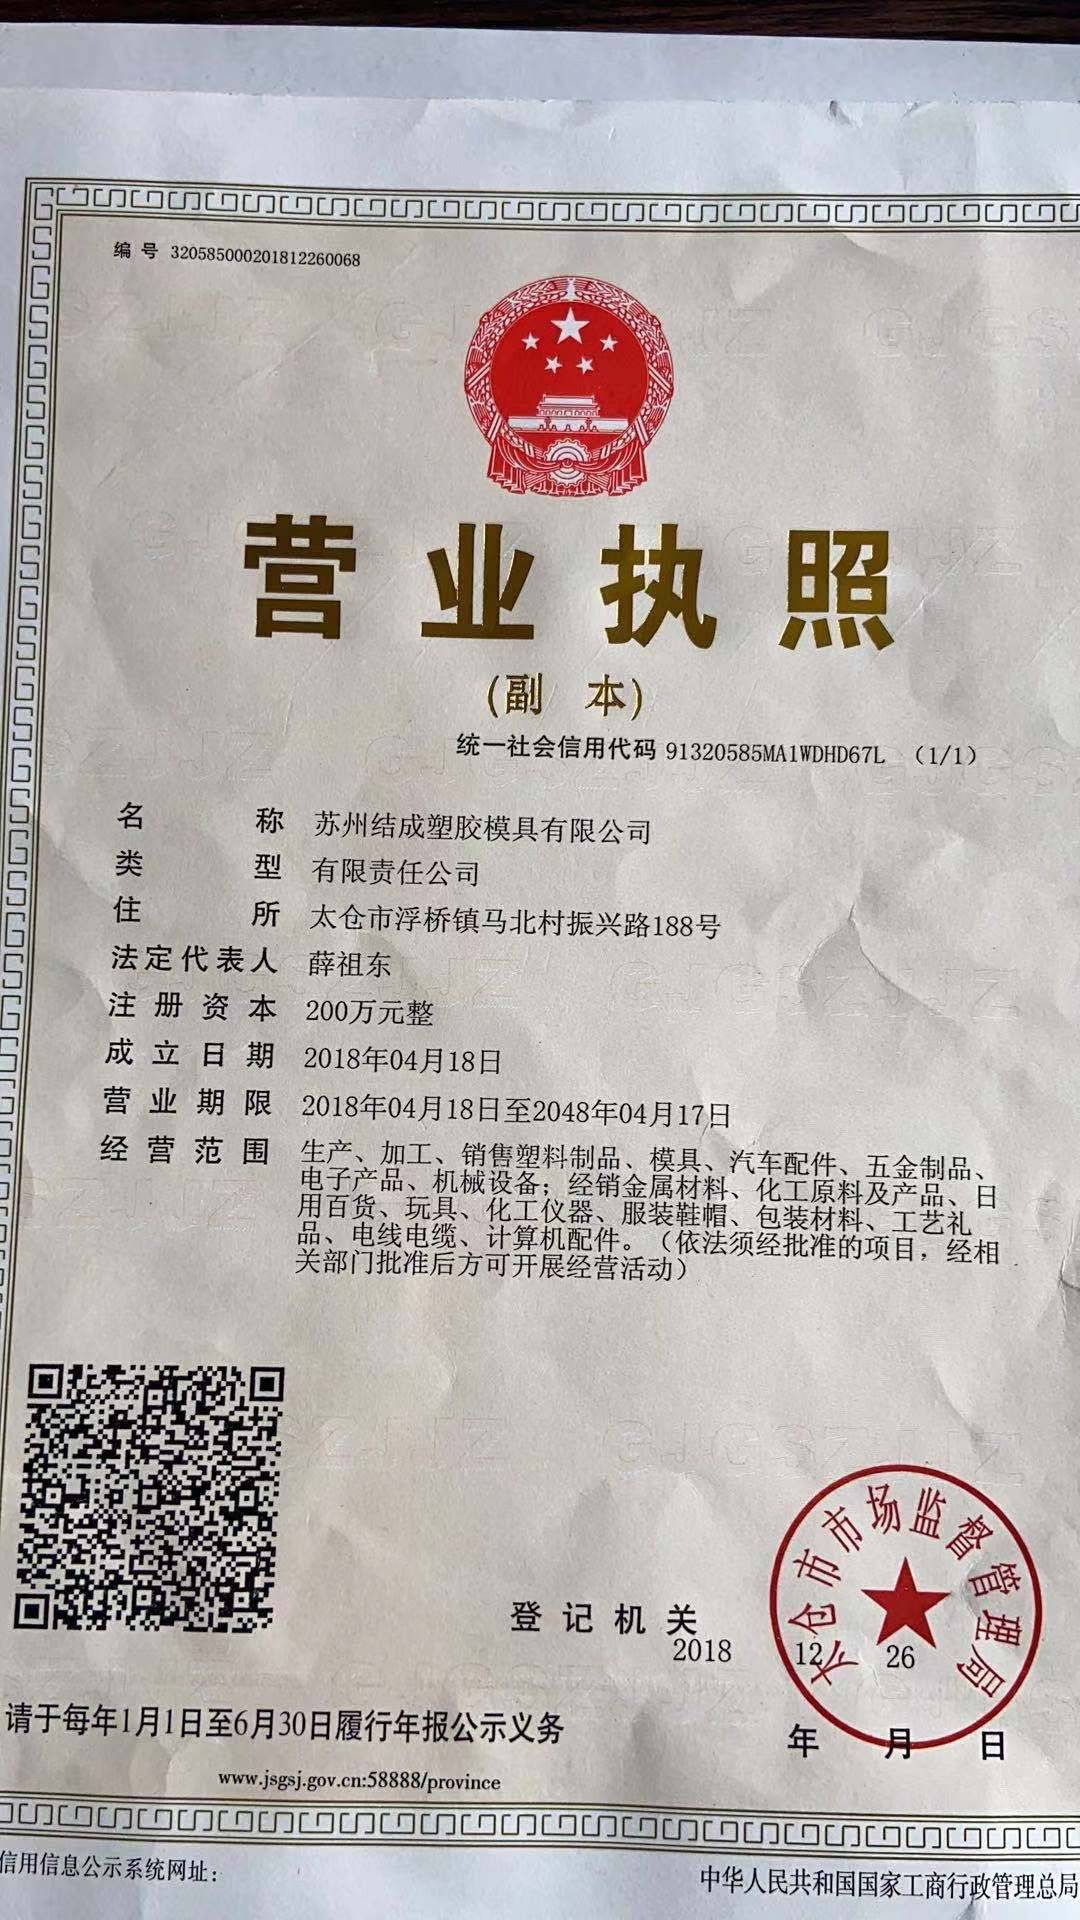 编号 320585000201812260068
营业执照
(副 本)
统一社会信用代码 91320585MA1WDHD67L (1/1)
名称 苏州结成塑胶模具有限公司
类型 有限责任公司
住所 太仓市浮桥镇马北村振兴路188号
法定代表人 薛祖东
注册资本 200万元整
成立日期 2018年04月18日
营业期限 2018年04月18日至2048年04月17日
经营范围 生产、加工、销售塑料制品、模具、汽车配件、五金制品、
电子产品、机械设备；经销金属材料、化工原料及产品、日
用百货、玩具、化工仪器、服装鞋帽、包装材料、工艺礼
品、电线电缆、计算机配件。（依法须经批准的项目，经相
关部门批准后方可开展经营活动）
太仓市市场监督管理局
登记机关
2018 12 26
年 月 日
请于每年1月1日至6月30日履行年报公示义务
www.jsgsj.gov.cn:58888/province
信用信息公示系统网址：
中华人民共和国国家工商行政管理总局